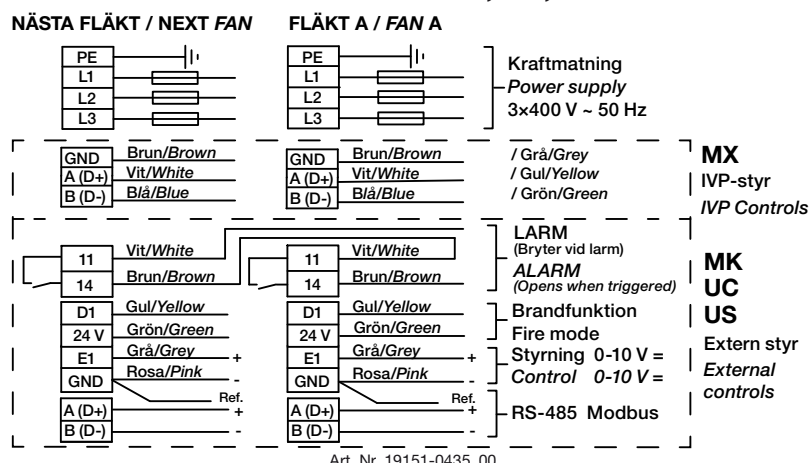 NÄSTA FLÄKT / NEXT FAN
FLÄKT A / FAN A
PE
L1
L2
L3
PE
L1
L2
L3
Kraftmatning
Power supply
3×400 V ~ 50 Hz
GND Brun/Brown
A (D+) Vit/White
B (D-) Blå/Blue
GND Brun/Brown / Grå/Grey
A (D+) Vit/White / Gul/Yellow
B (D-) Blå/Blue / Grön/Green
MX
IVP-styr
IVP Controls
11 Vit/White
14 Brun/Brown
11 Vit/White
14 Brun/Brown
LARM
(Bryter vid larm)
ALARM
(Opens when triggered)
D1 Gul/Yellow
24 V Grön/Green
E1 Grå/Grey +
GND Rosa/Pink -
Ref.
A (D+) +
B (D-) -
D1 Gul/Yellow
24 V Grön/Green
E1 Grå/Grey +
GND Rosa/Pink -
Ref.
A (D+) +
B (D-) -
Brandfunktion
Fire mode
Styrning 0-10 V =
Control 0-10 V =
RS-485 Modbus
MK
UC
US
Extern styr
External
controls
Art. Nr. 19151-0435_00